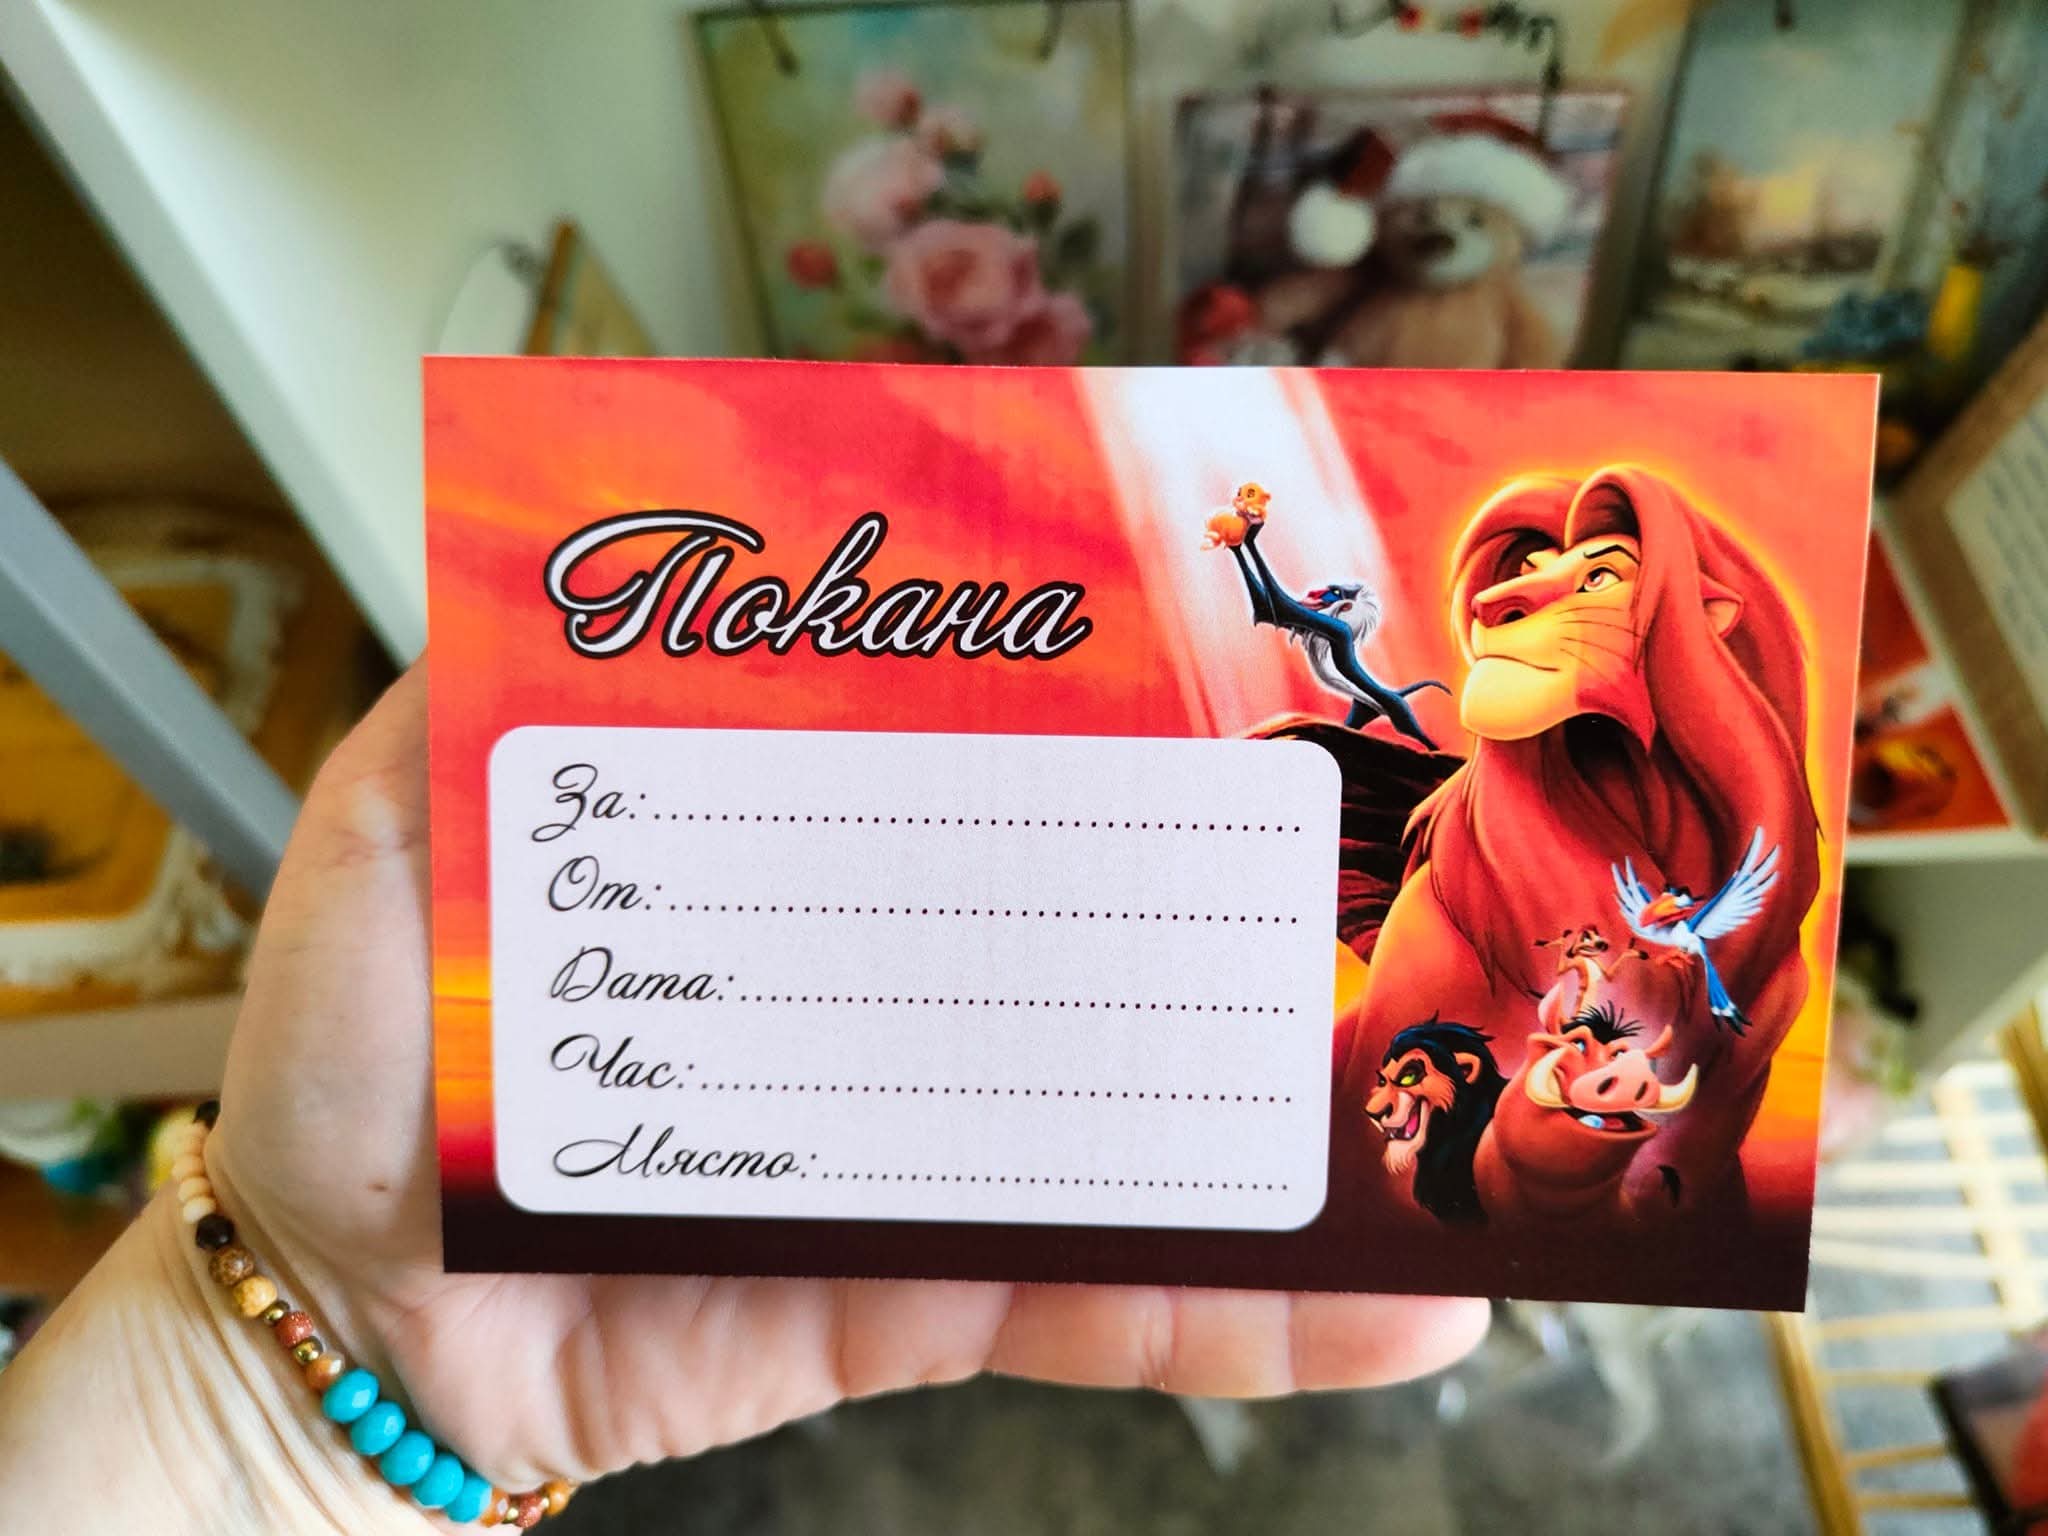 Покана
За:..........................................
От:........................................
Дата:...................................
Час:.....................................
Място:..............................